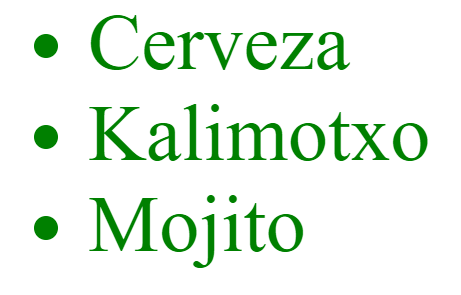 • Cerveza
• Kalimotxo
• Mojito